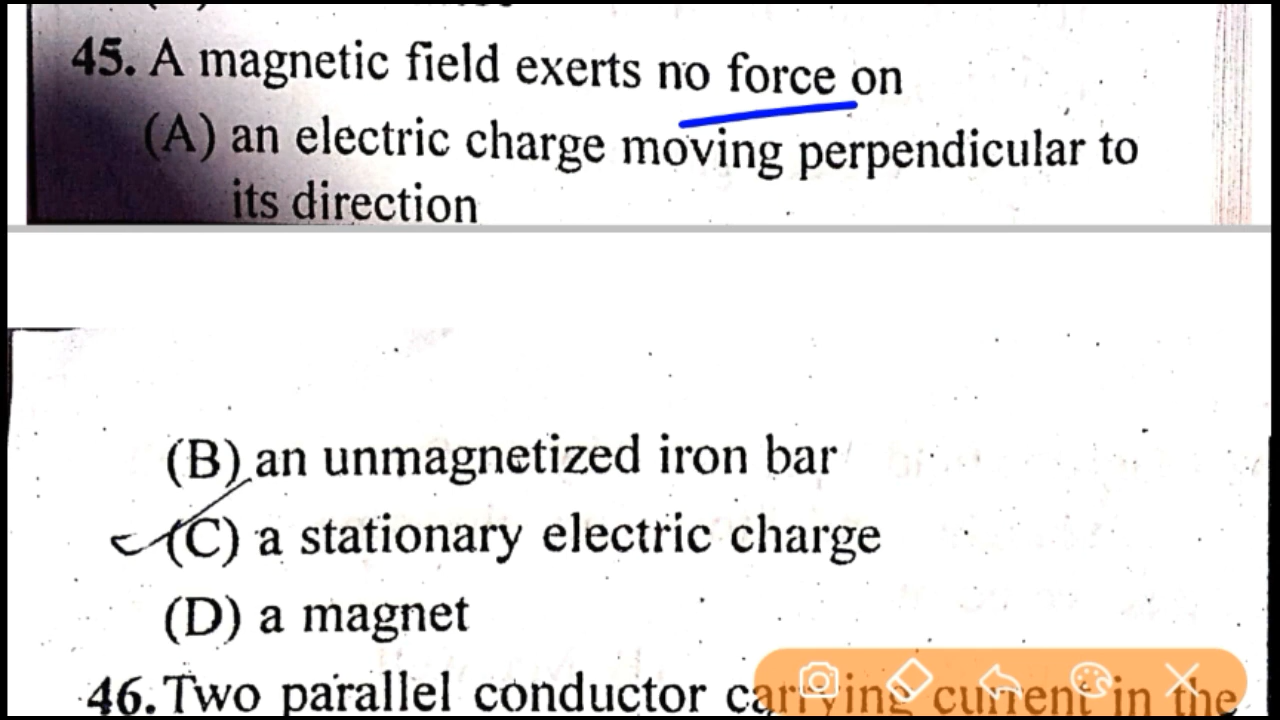 45. A magnetic field exerts no force on
(A) an electric charge moving perpendicular to
its direction
(B) an unmagnetized iron bar
(C) a stationary electric charge
(D) a magnet
46. Two parallel conductor carrying current in the